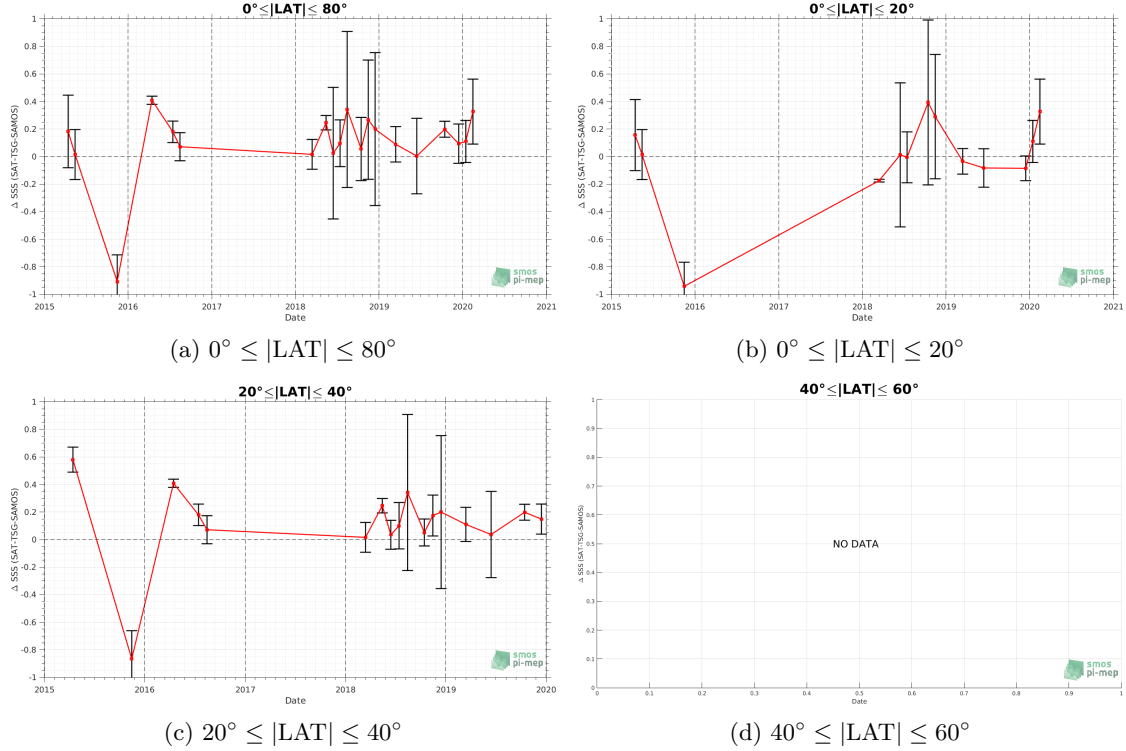 0°≤|LAT|≤ 80°
Δ SSS (SAT-TSG-SAMOS)
1
0.8
0.6
0.4
0.2
0
-0.2
-0.4
-0.6
-0.8
-1
2015 2016 2017 2018 2019 2020 2021
Date
smos
pi-mep
(a) 0° ≤ |LAT| ≤ 80°
0°≤|LAT|≤ 20°
Δ SSS (SAT-TSG-SAMOS)
1
0.8
0.6
0.4
0.2
0
-0.2
-0.4
-0.6
-0.8
-1
2015 2016 2017 2018 2019 2020 2021
Date
smos
pi-mep
(b) 0° ≤ |LAT| ≤ 20°
20°≤|LAT|≤ 40°
Δ SSS (SAT-TSG-SAMOS)
1
0.8
0.6
0.4
0.2
0
-0.2
-0.4
-0.6
-0.8
-1
2015 2016 2017 2018 2019 2020
Date
smos
pi-mep
(c) 20° ≤ |LAT| ≤ 40°
40°≤|LAT|≤ 60°
Δ SSS (SAT-TSG-SAMOS)
1
0.9
0.8
0.7
0.6
0.5
0.4
0.3
0.2
0.1
0
NO DATA
0 0.1 0.2 0.3 0.4 0.5 0.6 0.7 0.8 0.9 1
Date
smos
pi-mep
(d) 40° ≤ |LAT| ≤ 60°